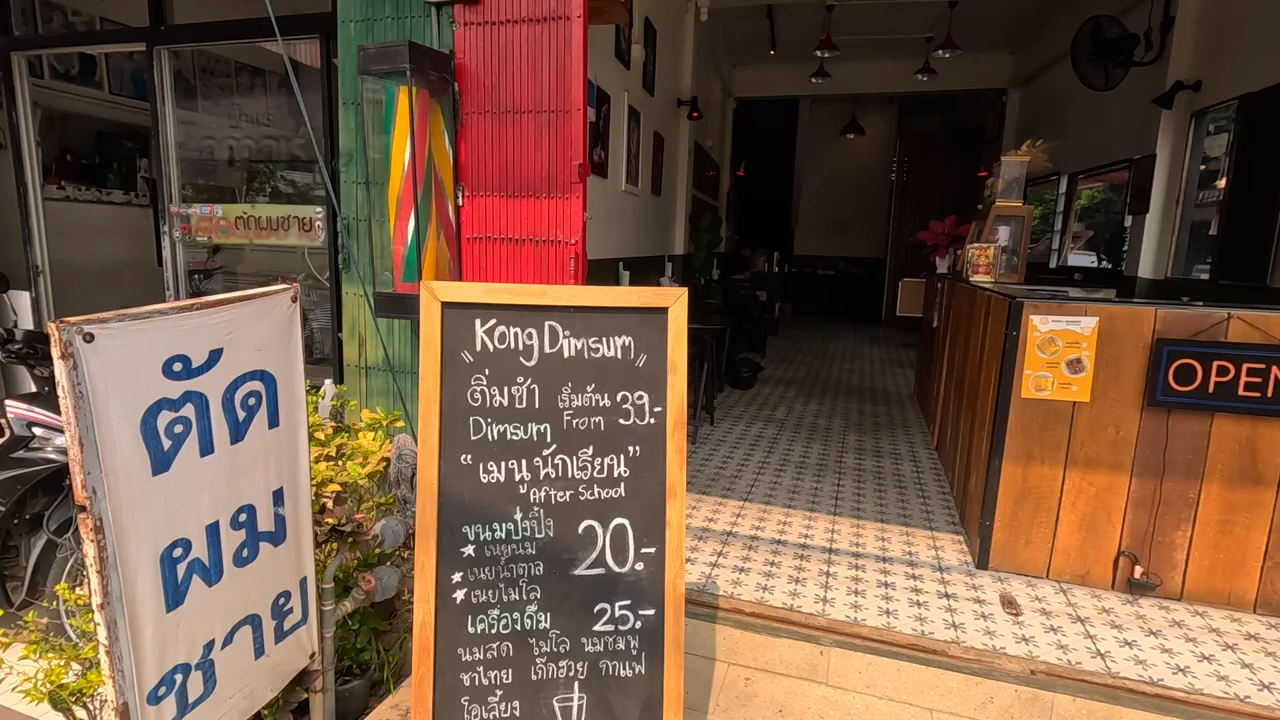 ตัดผมชาย
ตัด
ผม
ชาย
"Kong Dimsum"
ติ่มซำ เริ่มต้น 39.-
Dimsum From
"เมนูนักเรียน"
After School
ขนมปังปิ้ง 20.-
เนยนม
เนยน้ำตาล
เนยไมโล
เครื่องดื่ม 25.-
นมสด ไมโล นมชมพู
ชาไทย เก๊กฮวย กาแฟ
โอเลี้ยง
OPEN